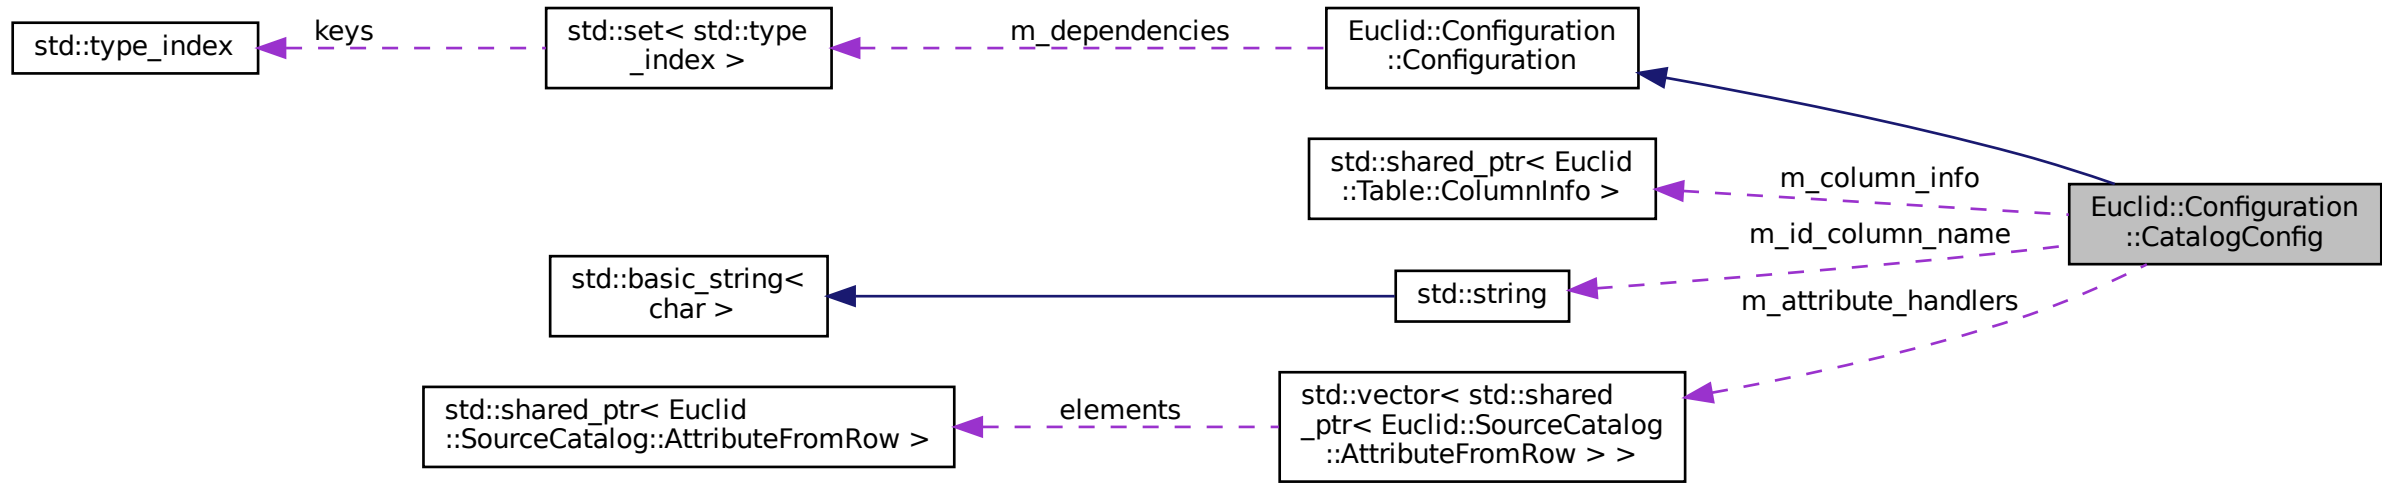 std::type_index
keys
std::set< std::type
_index >
m_dependencies
Euclid::Configuration
::Configuration
std::shared_ptr< Euclid
::Table::ColumnInfo >
m_column_info
Euclid::Configuration
::CatalogConfig
m_id_column_name
std::basic_string<
char >
std::string
m_attribute_handlers
std::shared_ptr< Euclid
::SourceCatalog::AttributeFromRow >
elements
std::vector< std::shared
_ptr< Euclid::SourceCatalog
::AttributeFromRow > >